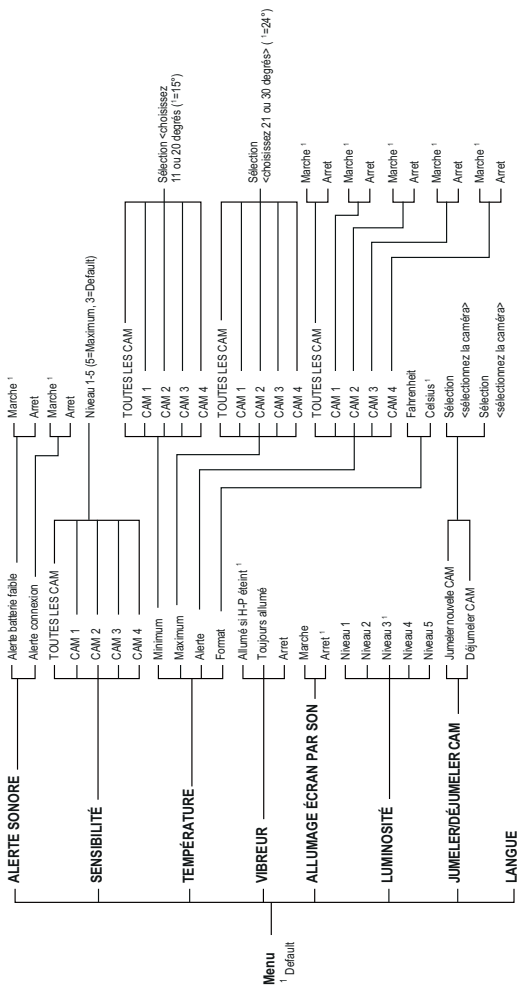 Menu
¹ Default
ALERTE SONORE
Alerte batterie faible
Marche ¹
Arret
Alerte connexion
Marche ¹
Arret
SENSIBILITÉ
TOUTES LES CAM
CAM 1
CAM 2
CAM 3
CAM 4
Niveau 1-5 (5=Maximum, 3=Default)
TEMPÉRATURE
Minimum
TOUTES LES CAM
CAM 1
CAM 2
CAM 3
CAM 4
Sélection <choisissez
11 ou 20 degrés (¹=15°)
Maximum
TOUTES LES CAM
CAM 1
CAM 2
CAM 3
CAM 4
Sélection
<choisissez 21 ou 30 degrés> ( ¹=24°)
Alerte
TOUTES LES CAM
Marche ¹
Arret
CAM 1
Marche ¹
Arret
CAM 2
Marche ¹
Arret
CAM 3
Marche ¹
Arret
CAM 4
Marche ¹
Arret
Format
Fahrenheit
Celsius ¹
VIBREUR
Allumé si H-P éteint ¹
Toujours allumé
Arret
ALLUMAGE ÉCRAN PAR SON
Marche
Arret ¹
LUMINOSITÉ
Niveau 1
Niveau 2
Niveau 3 ¹
Niveau 4
Niveau 5
JUMELER/DÉJUMELER CAM
Jumeler nouvelle CAM
Déjumeler CAM
Sélection
<sélectionnez la caméra>
Sélection
<sélectionnez la caméra>
LANGUE